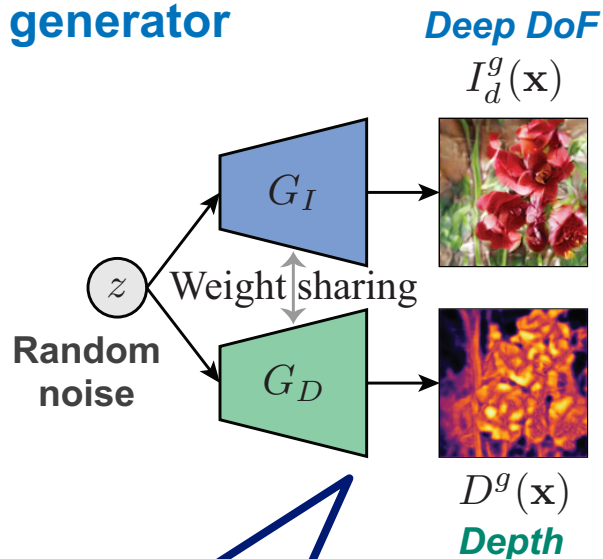 generator
Deep DoF
I_d^g(x)
G_I
z
Weight sharing
Random
noise
G_D
D^g(x)
Depth